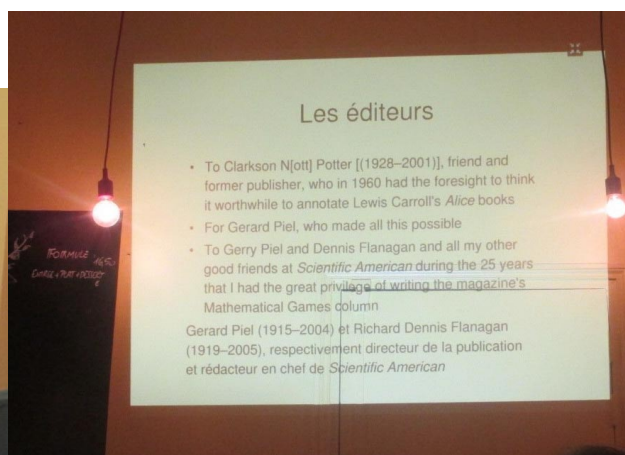 Les éditeurs
• To Clarkson N[ott] Potter [(1928–2001)], friend and
former publisher, who in 1960 had the foresight to think
it worthwhile to annotate Lewis Carroll's Alice books
• For Gerard Piel, who made all this possible
• To Gerry Piel and Dennis Flanagan and all my other
good friends at Scientific American during the 25 years
that I had the great privilege of writing the magazine's
Mathematical Games column
Gerard Piel (1915–2004) et Richard Dennis Flanagan
(1919–2005), respectivement directeur de la publication
et rédacteur en chef de Scientific American
FORMULE
ENTRÉE + PLAT + DESSERT